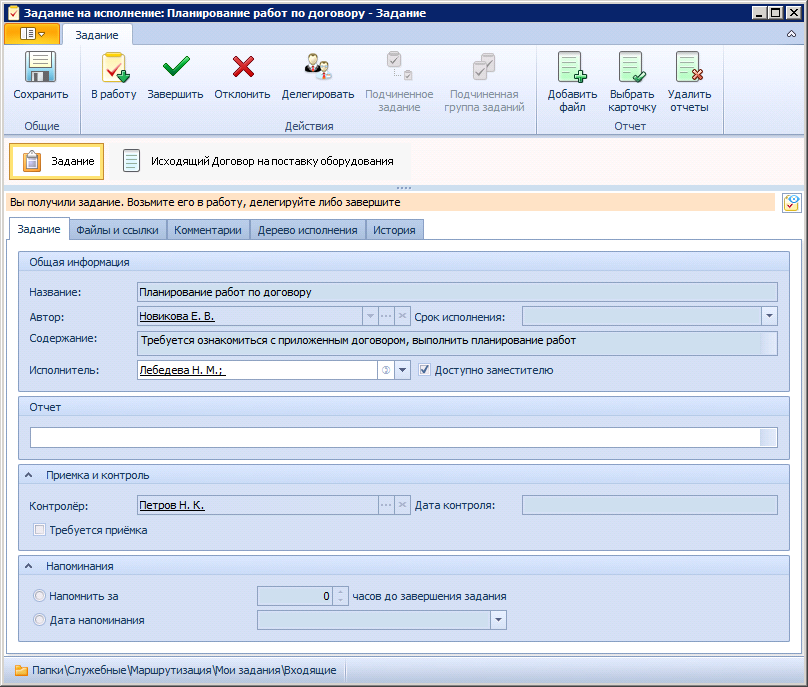 Задание на исполнение: Планирование работ по договору - Задание
Задание
Сохранить
В работу
Завершить
Отклонить
Делегировать
Подчиненное задание
Подчиненная группа заданий
Добавить файл
Выбрать карточку
Удалить отчеты
Общие
Действия
Отчет
Задание
Исходящий Договор на поставку оборудования
Вы получили задание. Возьмите его в работу, делегируйте либо завершите
Задание
Файлы и ссылки
Комментарии
Дерево исполнения
История
Общая информация
Название:
Планирование работ по договору
Автор:
Новикова Е. В.
Срок исполнения:
Содержание:
Требуется ознакомиться с приложенным договором, выполнить планирование работ
Исполнитель:
Лебедева Н. М.;
Доступно заместителю
Отчет
Приемка и контроль
Контролёр:
Петров Н. К.
Дата контроля:
Требуется приёмка
Напоминания
Напомнить за
0
часов до завершения задания
Дата напоминания
Папки\Служебные\Маршрутизация\Мои задания\Входящие